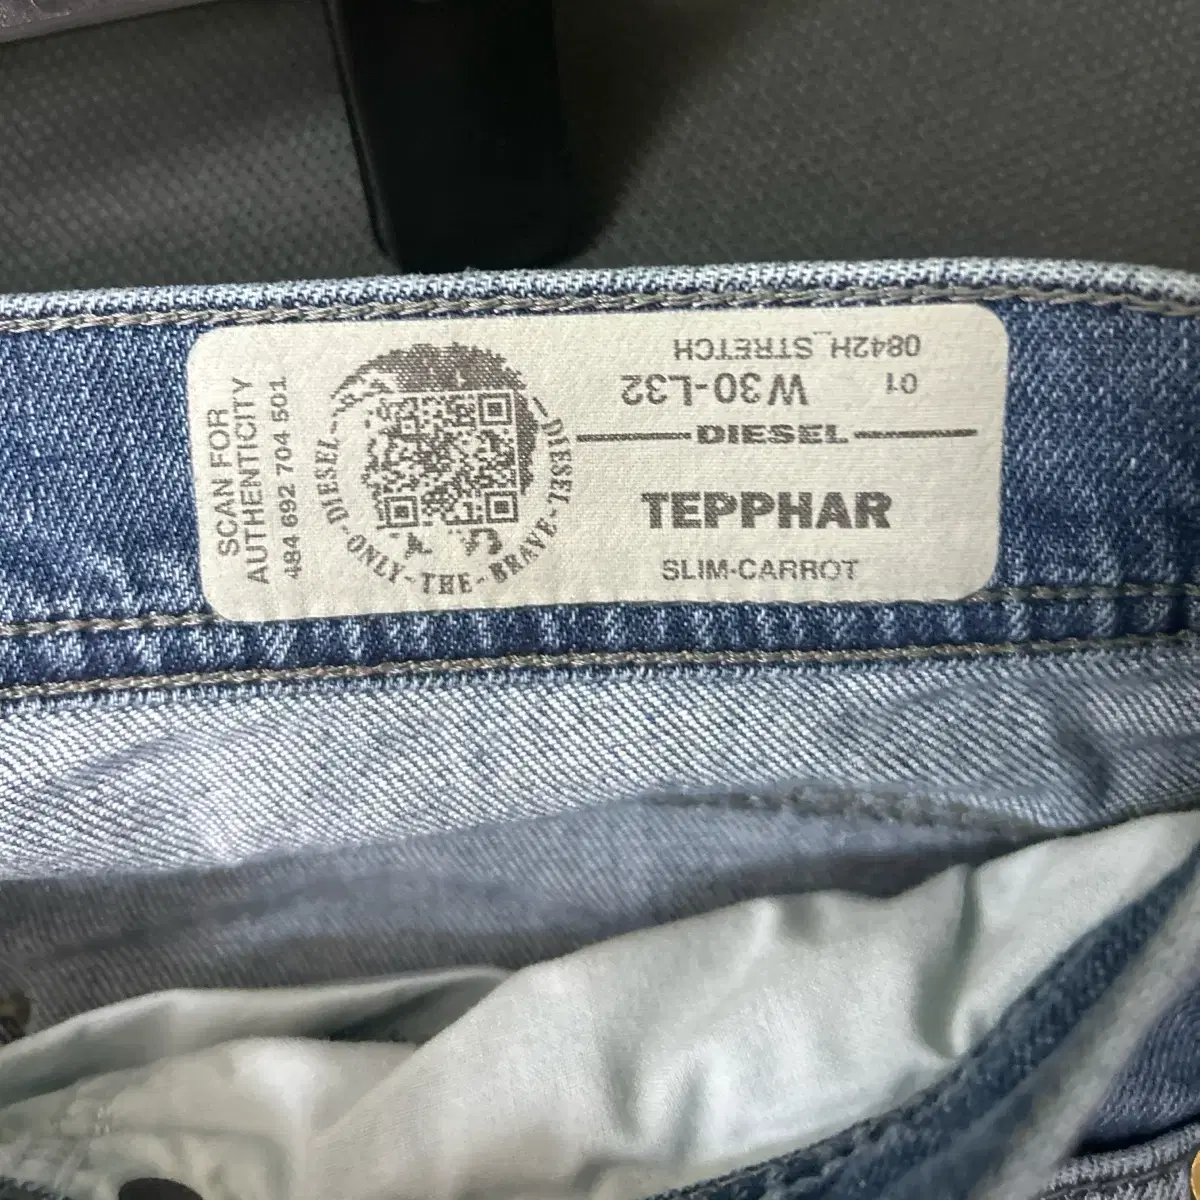 SCAN FOR
AUTHENTICITY
484 692 704 501
DIESEL - ONLY - THE - BRAVE - DIESEL
0842H_STRETCH
01 W30-L32
DIESEL
TEPPHAR
SLIM-CARROT